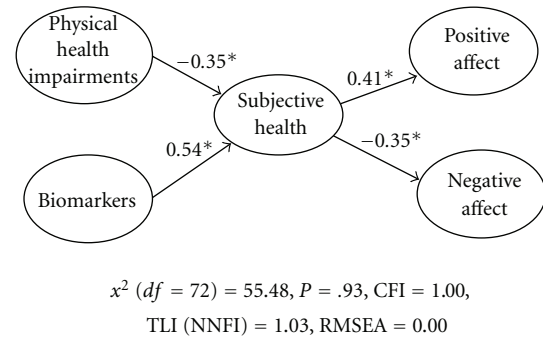 Physical
health
impairments
−0.35*
Positive
affect
0.41*
Subjective
health
0.54*
−0.35*
Biomarkers
Negative
affect
x² (df = 72) = 55.48, P = .93, CFI = 1.00,
TLI (NNFI) = 1.03, RMSEA = 0.00